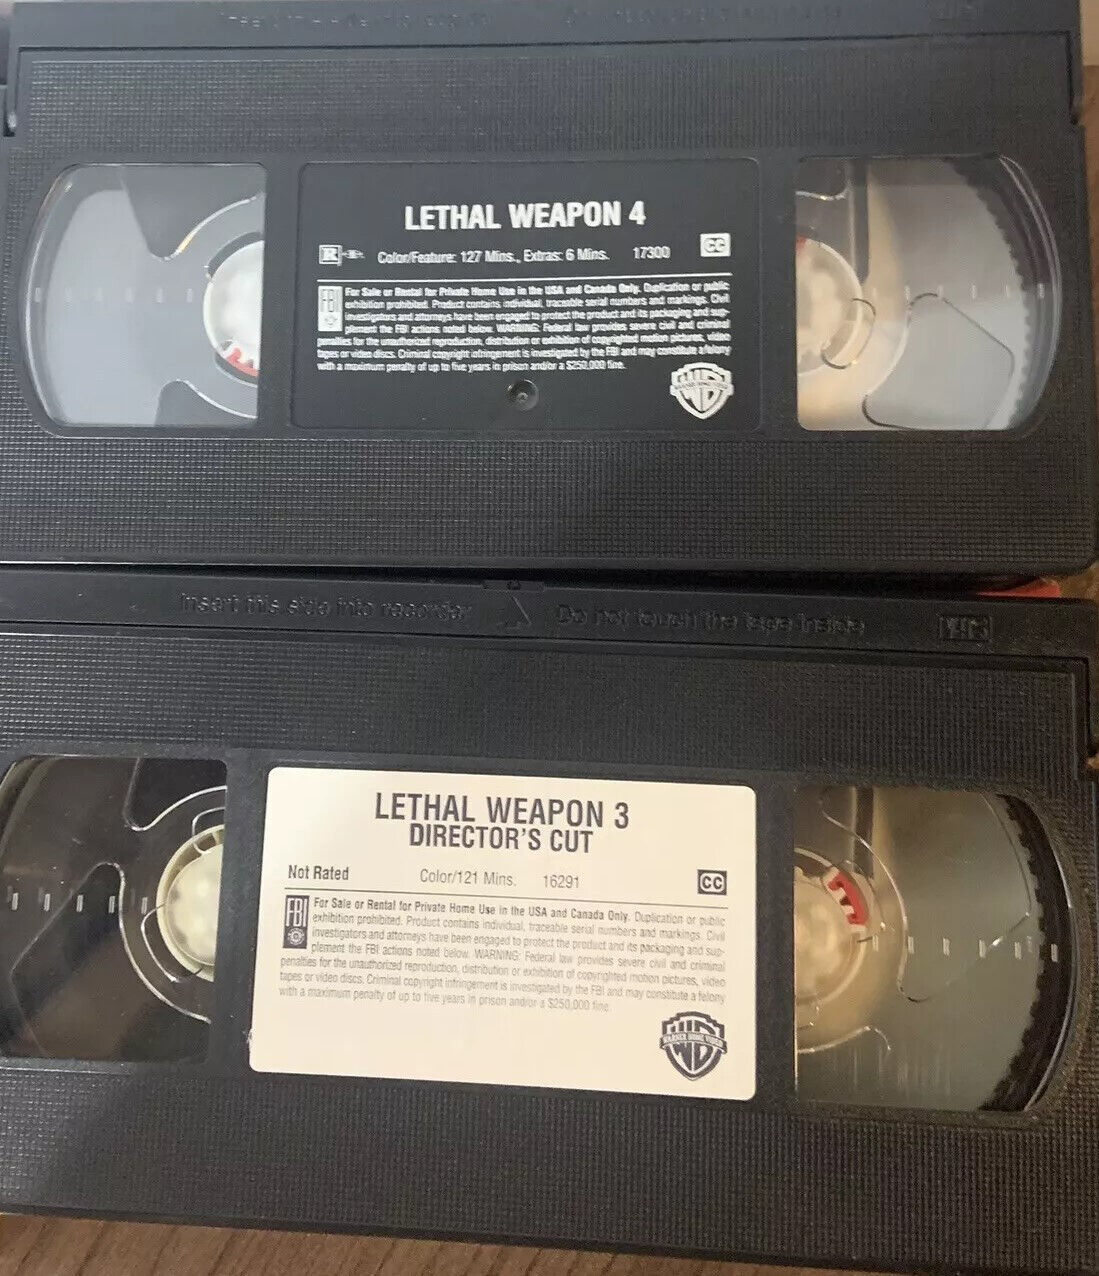 LETHAL WEAPON 4
R
Color/Feature: 127 Mins., Extras: 6 Mins. 17300 CC
FBI For Sale or Rental for Private Home Use in the USA and Canada Only. Duplication or public
exhibition prohibited. Product contains individual, traceable serial numbers and markings. Civil
investigators and attorneys have been engaged to protect the product and its packaging and sup-
plement the FBI actions noted below. WARNING: Federal law provides severe civil and criminal
penalties for the unauthorized reproduction, distribution or exhibition of copyrighted motion pictures, video
tapes or video discs. Criminal copyright infringement is investigated by the FBI and may constitute a felony
with a maximum penalty of up to five years in prison and/or a $250,000 fine.
WARNER HOME VIDEO
Insert this side into recorder Do not touch the tape inside VHS
LETHAL WEAPON 3
DIRECTOR'S CUT
Not Rated Color/121 Mins. 16291 CC
FBI For Sale or Rental for Private Home Use in the USA and Canada Only. Duplication or public
exhibition prohibited. Product contains individual, traceable serial numbers and markings. Civil
investigators and attorneys have been engaged to protect the product and its packaging and sup-
plement the FBI actions noted below. WARNING: Federal law provides severe civil and criminal
penalties for the unauthorized reproduction, distribution or exhibition of copyrighted motion pictures, video
tapes or video discs. Criminal copyright infringement is investigated by the FBI and may constitute a felony
with a maximum penalty of up to five years in prison and/or a $250,000 fine.
WARNER HOME VIDEO